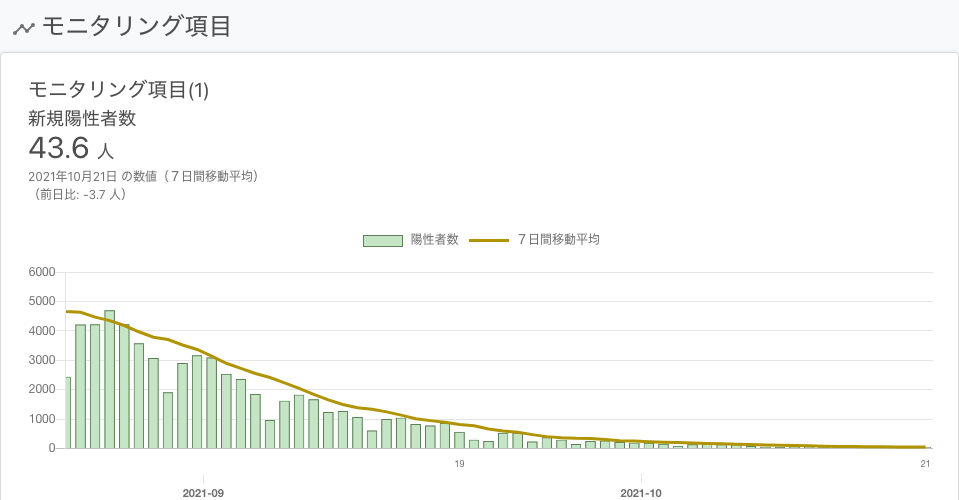 モニタリング項目
モニタリング項目(1)
新規陽性者数
43.6 人
2021年10月21日 の数値（７日間移動平均）
（前日比: -3.7 人）
陽性者数 ７日間移動平均
6000
5000
4000
3000
2000
1000
0
19 21
2021-09 2021-10